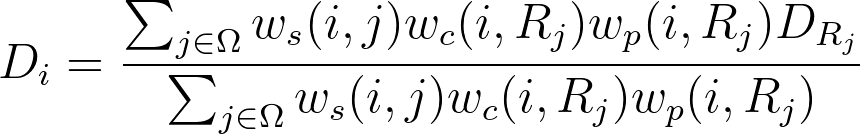 D_i = \frac{\sum_{j \in \Omega} w_s(i, j) w_c(i, R_j) w_p(i, R_j) D_{R_j}}{\sum_{j \in \Omega} w_s(i, j) w_c(i, R_j) w_p(i, R_j)}